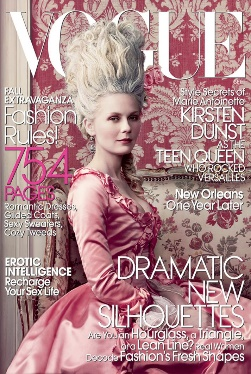 VOGUE
FALL
EXTRAVAGANZA
Fashion
Rules!
754
PAGES
Romantic Dresses,
Gilded Coats,
Sexy Sweaters,
Cozy Tweeds
EROTIC
INTELLIGENCE
Recharge
Your Sex Life
Style Secrets of
Marie Antoinette
KIRSTEN
DUNST
AS THE
TEEN QUEEN
WHO ROCKED
VERSAILLES
New Orleans
One Year Later
DRAMATIC
NEW
SILHOUETTES
Are You an Hourglass, a Triangle,
or a Lean Line? Real Women
Decode Fashion's Fresh Shapes